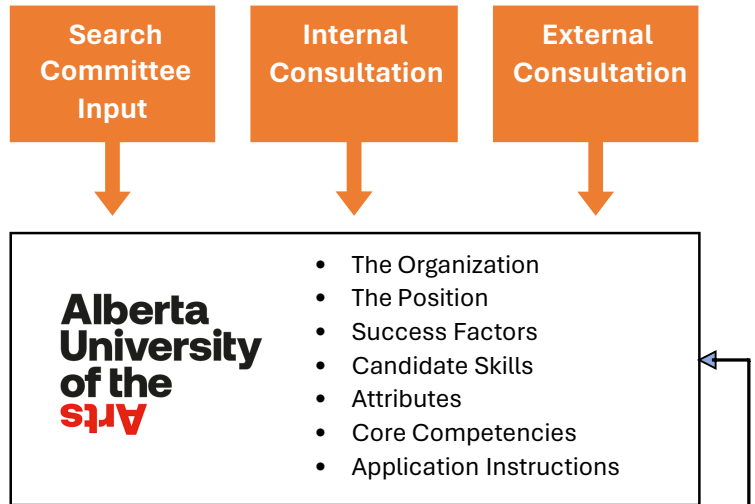 Search
Committee
Input
Internal
Consultation
External
Consultation
Alberta
University
of the
Arts
• The Organization
• The Position
• Success Factors
• Candidate Skills
• Attributes
• Core Competencies
• Application Instructions